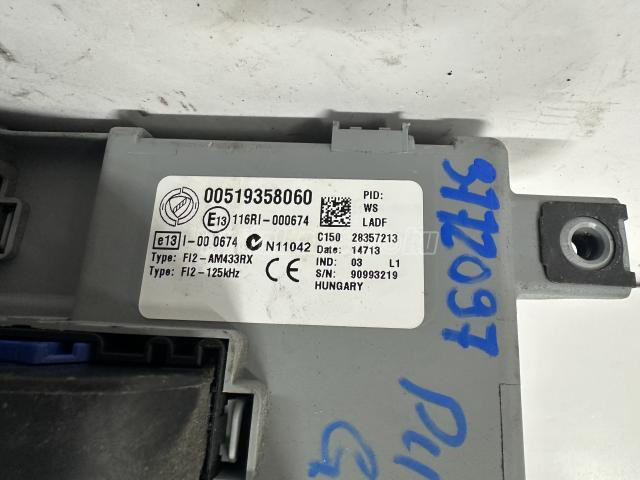 00519358060
E13 116RI-000674
e13 I-00 0674 N11042
Type: FI2-AM433RX
Type: FI2-125kHz
CE
PID:
WS
LADF
C150 28357213
Date: 14713
IND: 03 L1
S/N: 90993219
HUNGARY
3172097